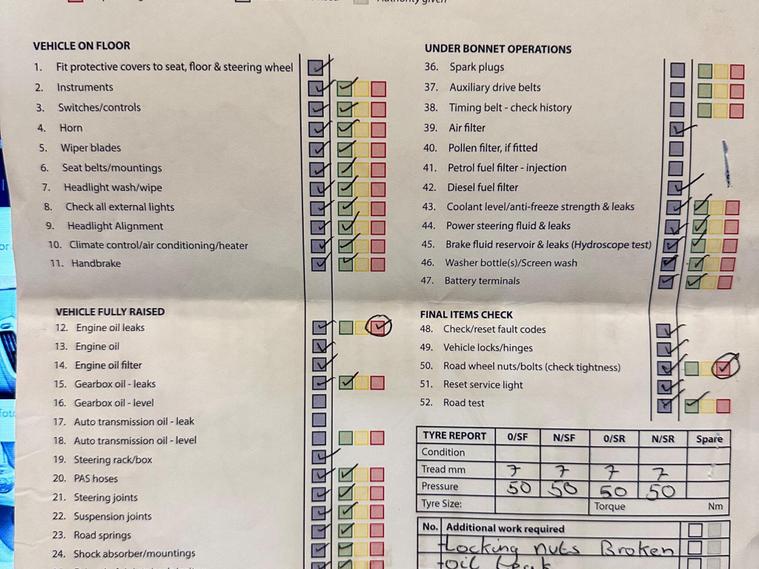 Authority given
VEHICLE ON FLOOR
1. Fit protective covers to seat, floor & steering wheel
2. Instruments
3. Switches/controls
4. Horn
5. Wiper blades
6. Seat belts/mountings
7. Headlight wash/wipe
8. Check all external lights
9. Headlight Alignment
10. Climate control/air conditioning/heater
11. Handbrake
VEHICLE FULLY RAISED
12. Engine oil leaks
13. Engine oil
14. Engine oil filter
15. Gearbox oil - leaks
16. Gearbox oil - level
17. Auto transmission oil - leak
18. Auto transmission oil - level
19. Steering rack/box
20. PAS hoses
21. Steering joints
22. Suspension joints
23. Road springs
24. Shock absorber/mountings
UNDER BONNET OPERATIONS
36. Spark plugs
37. Auxiliary drive belts
38. Timing belt - check history
39. Air filter
40. Pollen filter, if fitted
41. Petrol fuel filter - injection
42. Diesel fuel filter
43. Coolant level/anti-freeze strength & leaks
44. Power steering fluid & leaks
45. Brake fluid reservoir & leaks (Hydroscope test)
46. Washer bottle(s)/Screen wash
47. Battery terminals
FINAL ITEMS CHECK
48. Check/reset fault codes
49. Vehicle locks/hinges
50. Road wheel nuts/bolts (check tightness)
51. Reset service light
52. Road test
TYRE REPORT O/SF N/SF O/SR N/SR Spare
Condition
Tread mm 7 7 7 7
Pressure 50 50 50 50
Tyre Size: Torque Nm
No. Additional work required
Locking nuts Broken
oil leak